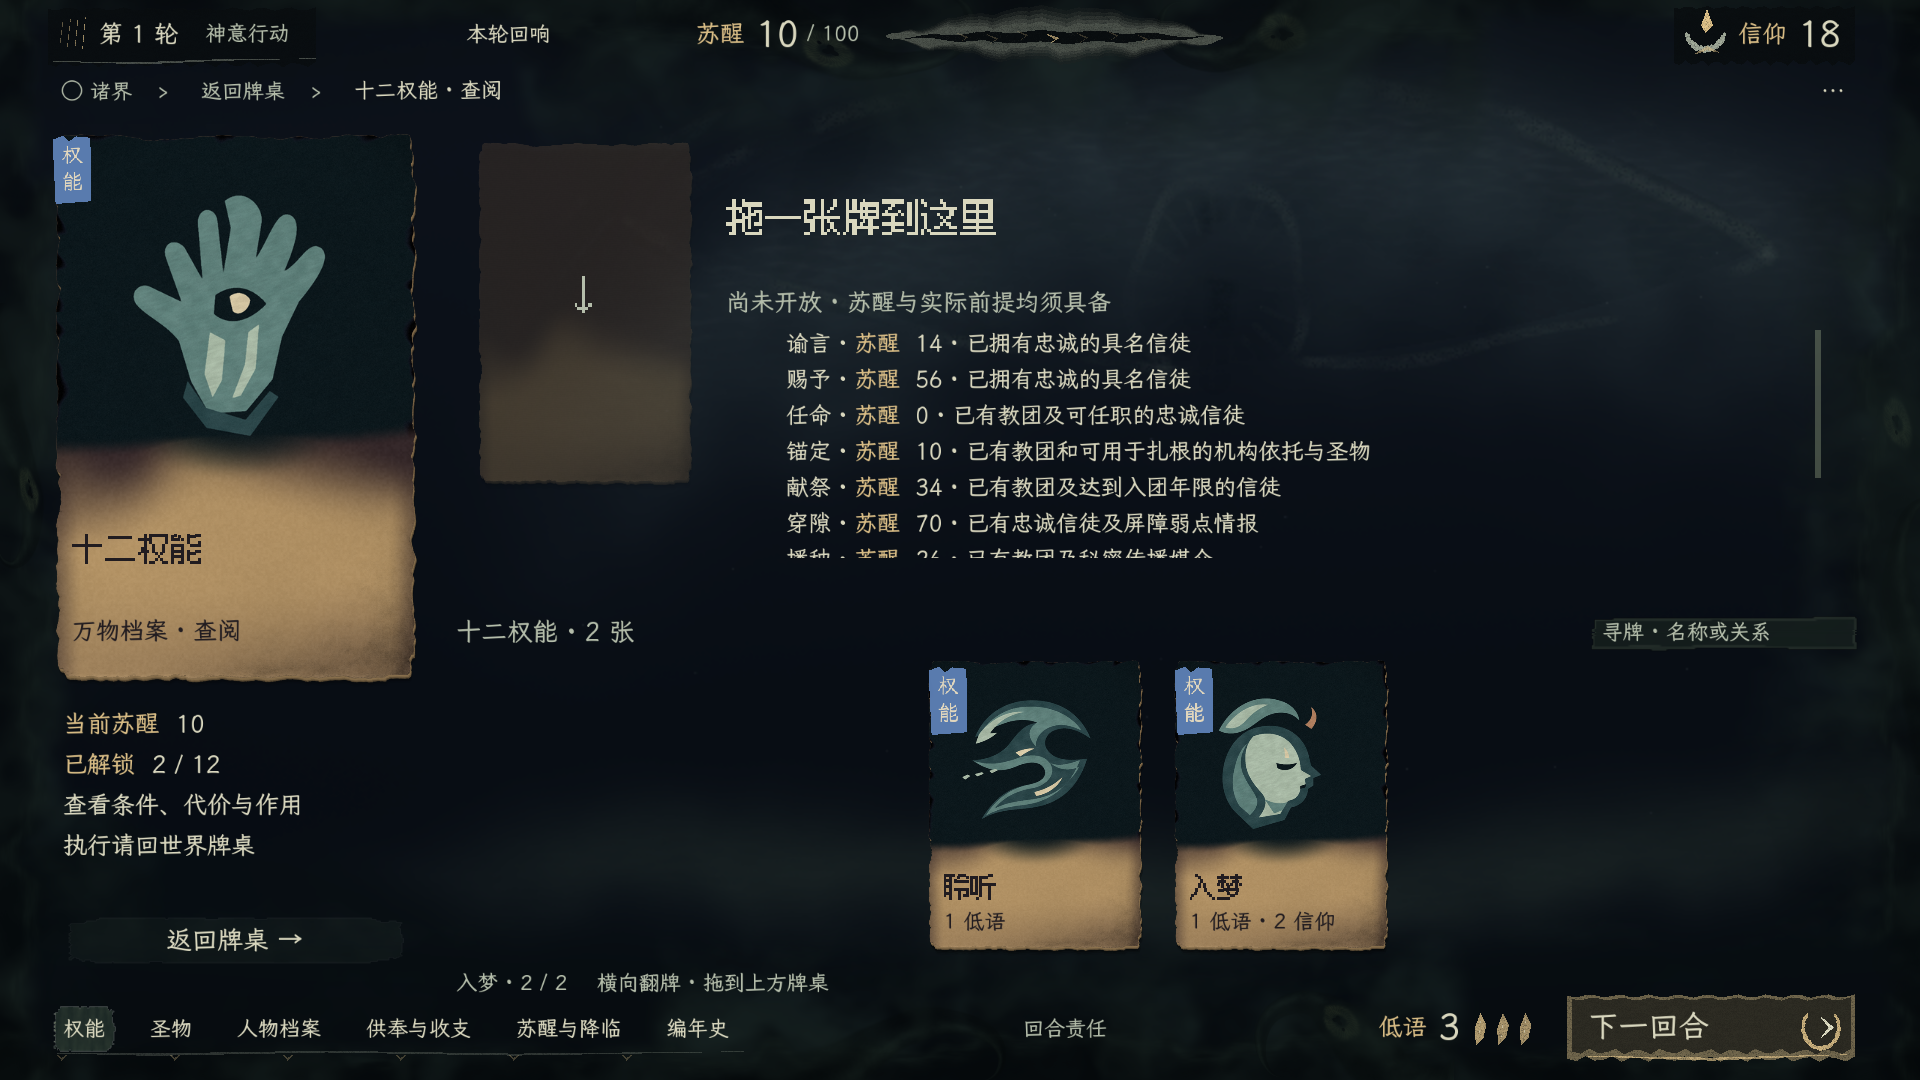 第 1 轮 神意行动 本轮回响 苏醒 10 / 100 信仰 18
诸界 > 返回牌桌 > 十二权能·查阅 ...
权能
十二权能
万物档案·查阅
当前苏醒 10
已解锁 2 / 12
查看条件、代价与作用
执行请回世界牌桌
返回牌桌 →
拖一张牌到这里
尚未开放·苏醒与实际前提均须具备
谕言·苏醒 14·已拥有忠诚的具名信徒
赐予·苏醒 56·已拥有忠诚的具名信徒
任命·苏醒 0·已有教团及可任职的忠诚信徒
锚定·苏醒 10·已有教团和可用于扎根的机构依托与圣物
献祭·苏醒 34·已有教团及达到入团年限的信徒
穿隙·苏醒 70·已有忠诚信徒及屏障弱点情报
十二权能·2 张
寻牌·名称或关系
权能
聆听
1 低语
权能
入梦
1 低语·2 信仰
入梦·2 / 2 横向翻牌·拖到上方牌桌
权能 圣物 人物档案 供奉与收支 苏醒与降临 编年史 回合责任 低语 3 下一回合